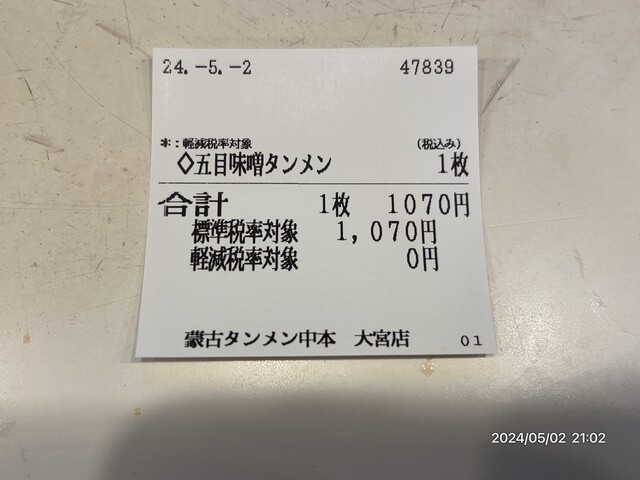 24.-5.-2 47839
*:軽減税率対象 (税込み)
◇五目味噌タンメン 1枚
合計 1枚 1070円
標準税率対象 1,070円
軽減税率対象 0円
蒙古タンメン中本 大宮店 01
2024/05/02 21:02